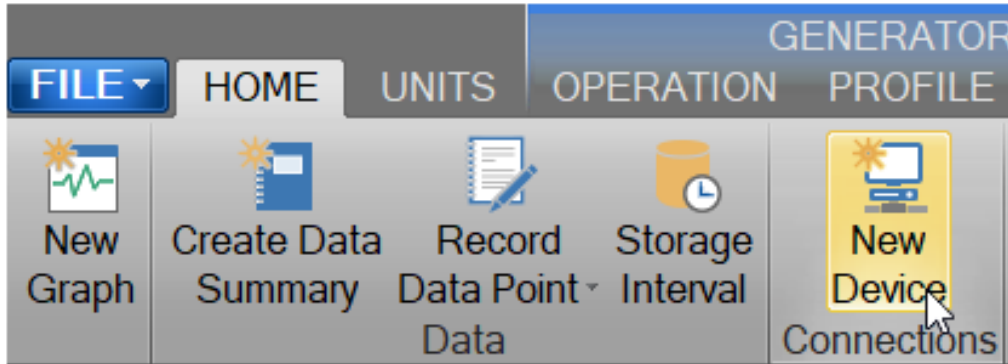 GENERATOR
FILE HOME UNITS OPERATION PROFILE
New Create Data Record Storage New
Graph Summary Data Point Interval Device
Data Connections